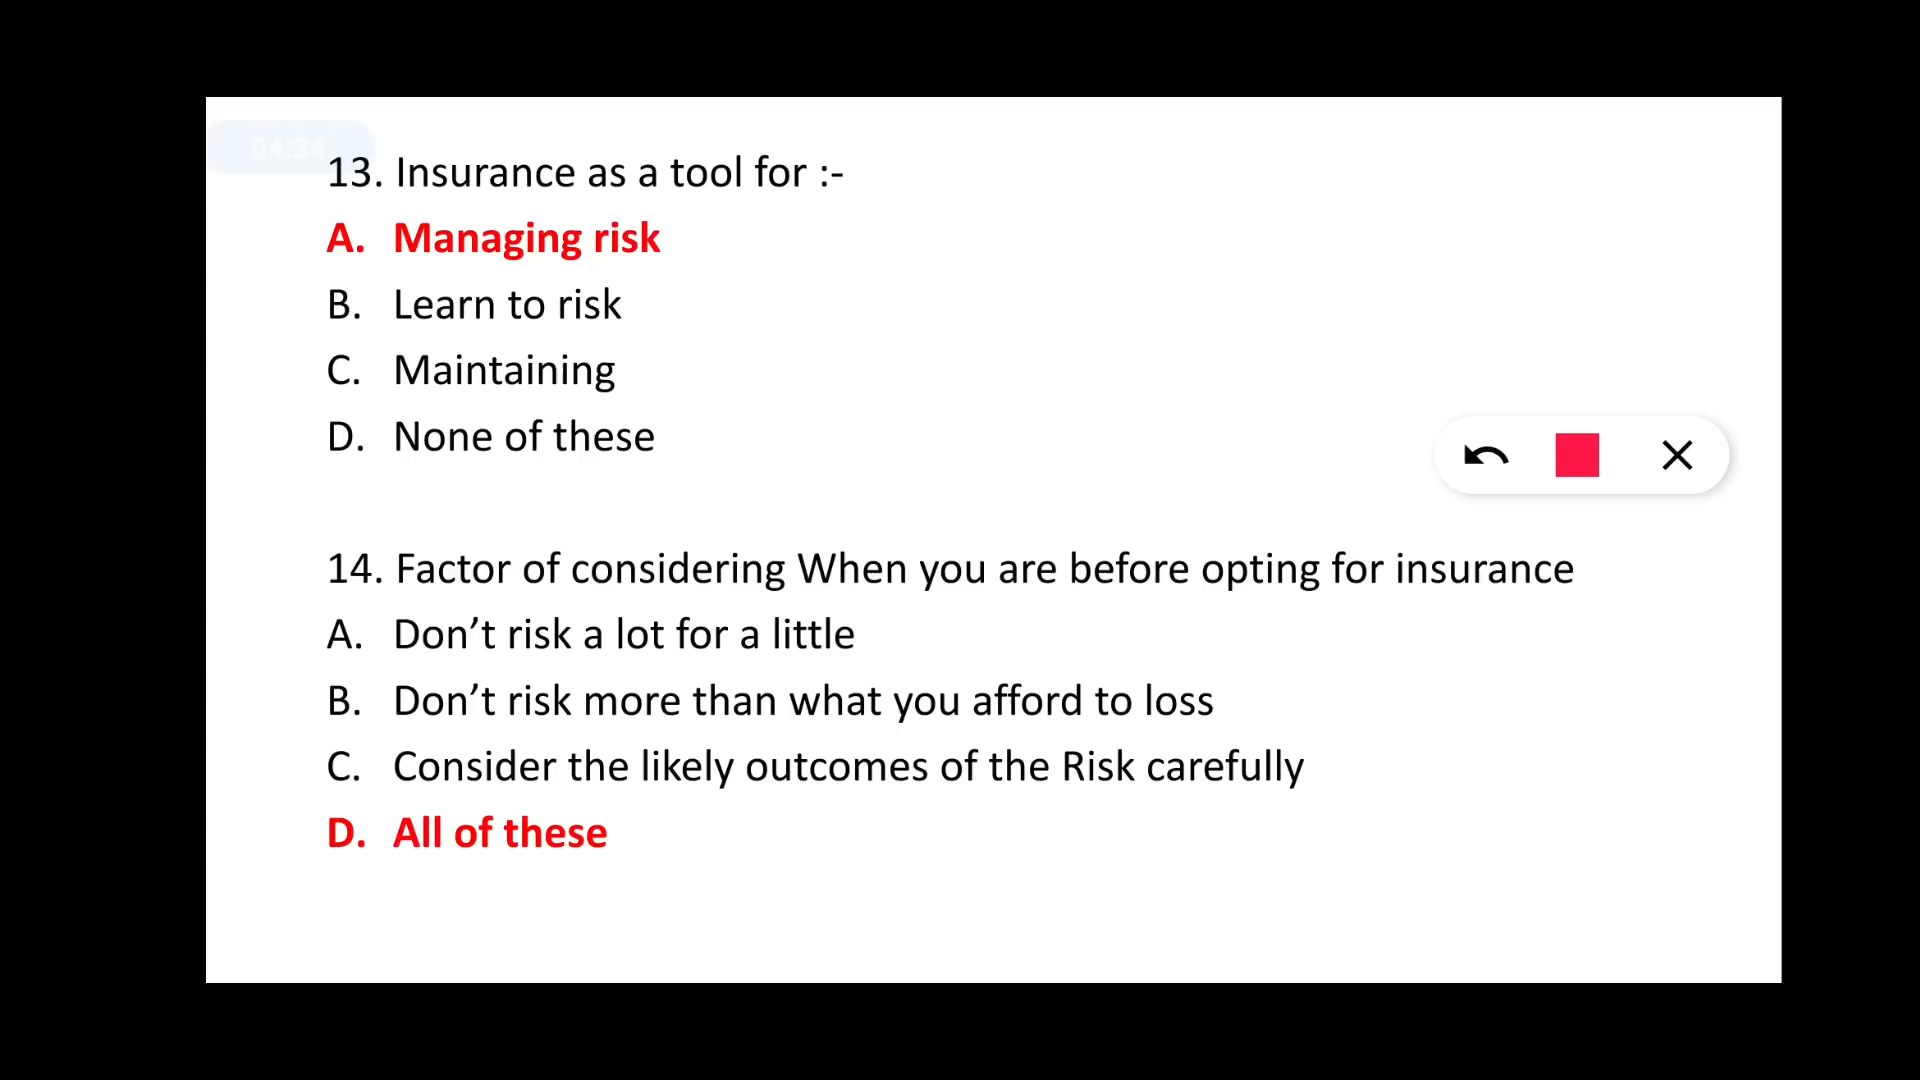 04:34
13. Insurance as a tool for :-
A. Managing risk
B. Learn to risk
C. Maintaining
D. None of these
14. Factor of considering When you are before opting for insurance
A. Don’t risk a lot for a little
B. Don’t risk more than what you afford to loss
C. Consider the likely outcomes of the Risk carefully
D. All of these